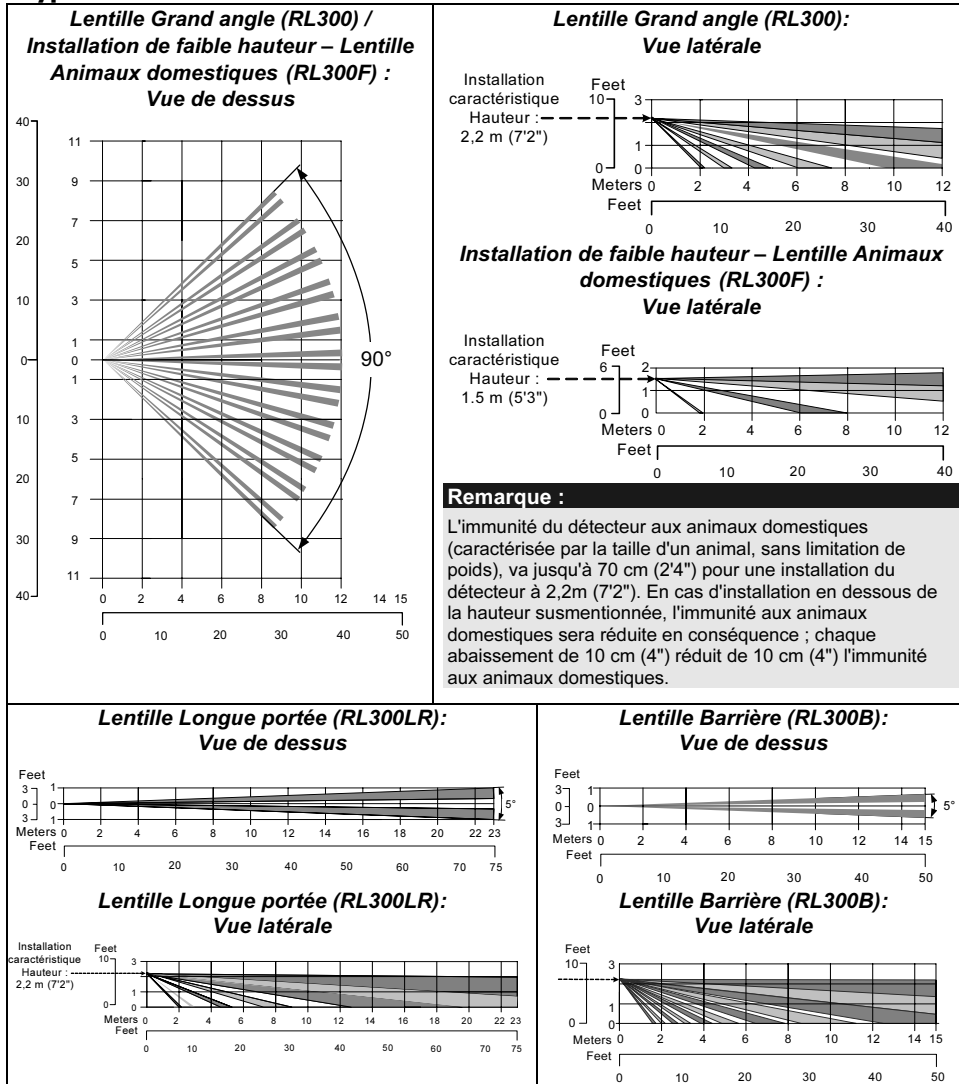 Lentille Grand angle (RL300) /
Installation de faible hauteur – Lentille
Animaux domestiques (RL300F) :
Vue de dessus
40
30
20
10
0
10
20
30
40
11
9
7
5
3
1
0
1
3
5
7
9
11
90°
0 2 4 6 8 10 12 14 15
0 10 20 30 40 50
Lentille Grand angle (RL300):
Vue latérale
Installation
caractéristique
Hauteur :
2,2 m (7'2")
Feet
10
0
3
1
0
Meters 0 2 4 6 8 10 12
Feet
0 10 20 30 40
Installation de faible hauteur – Lentille Animaux
domestiques (RL300F) :
Vue latérale
Installation
caractéristique
Hauteur :
1.5 m (5'3")
Feet
6
0
2
1
0
Meters 0 2 4 6 8 10 12
Feet
0 10 20 30 40
Remarque :
L'immunité du détecteur aux animaux domestiques
(caractérisée par la taille d'un animal, sans limitation de
poids), va jusqu'à 70 cm (2'4") pour une installation du
détecteur à 2,2m (7'2"). En cas d'installation en dessous de
la hauteur susmentionnée, l'immunité aux animaux
domestiques sera réduite en conséquence ; chaque
abaissement de 10 cm (4") réduit de 10 cm (4") l'immunité
aux animaux domestiques.
Lentille Longue portée (RL300LR):
Vue de dessus
Feet
3
0
3
1
0
1
5°
Meters 0 2 4 6 8 10 12 14 16 18 20 22 23
Feet
0 10 20 30 40 50 60 70 75
Lentille Longue portée (RL300LR):
Vue latérale
Installation
caractéristique
Hauteur :
2,2 m (7'2")
Feet
10
0
3
1
0
Meters 0 2 4 6 8 10 12 14 16 18 20 22 23
Feet
0 10 20 30 40 50 60 70 75
Lentille Barrière (RL300B):
Vue de dessus
Feet
3
0
3
1
0
1
5°
Meters 0 2 4 6 8 10 12 14 15
Feet
0 10 20 30 40 50
Lentille Barrière (RL300B):
Vue latérale
Feet
10
0
3
1
0
Meters 0 2 4 6 8 10 12 14 15
Feet
0 10 20 30 40 50